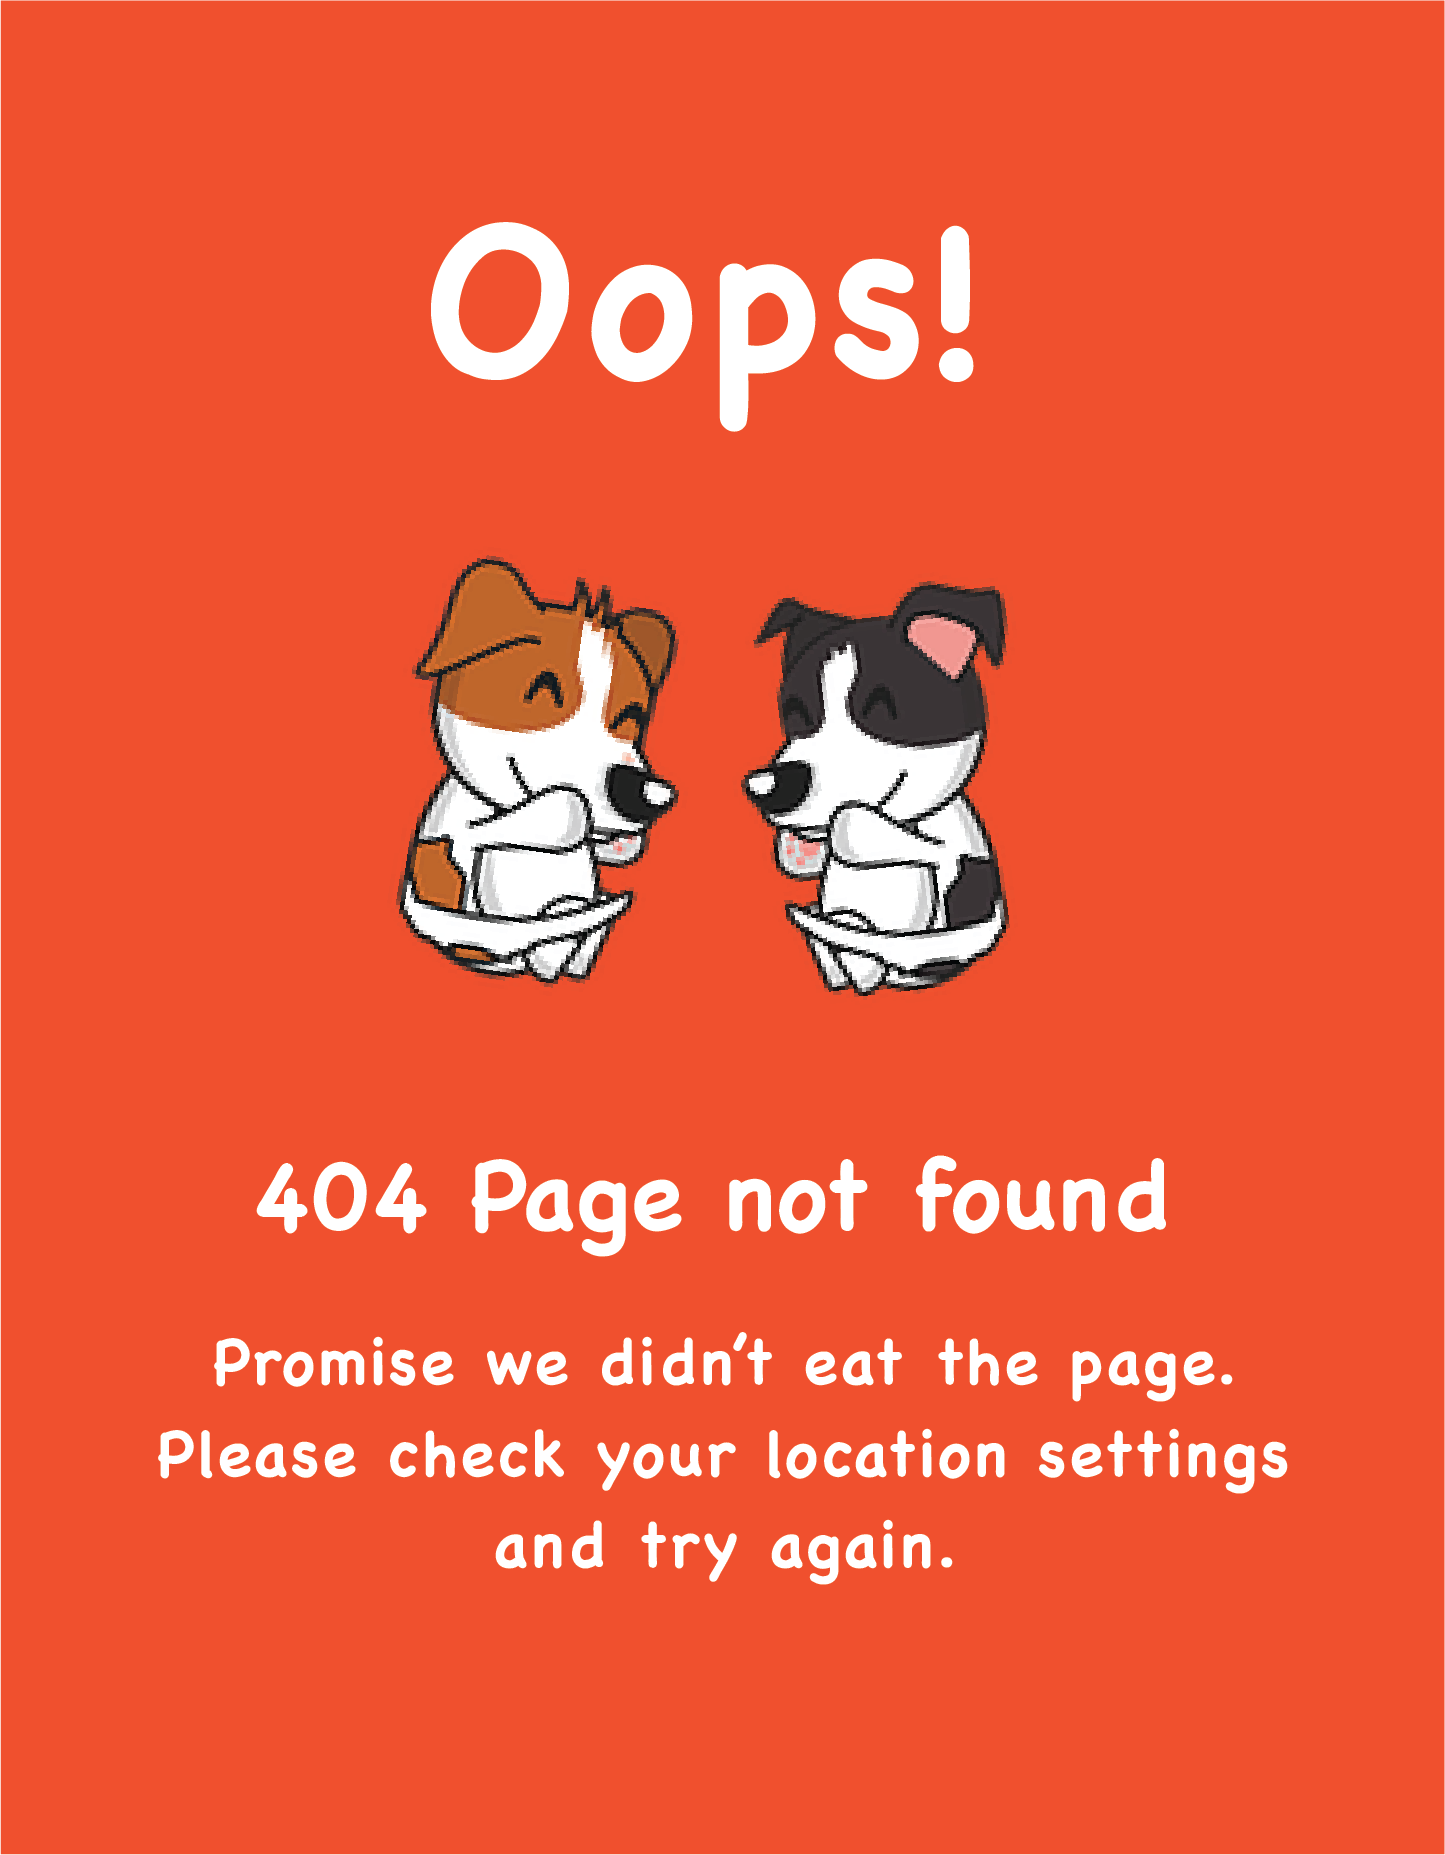 Oops!
404 Page not found
Promise we didn't eat the page.
Please check your location settings
and try again.